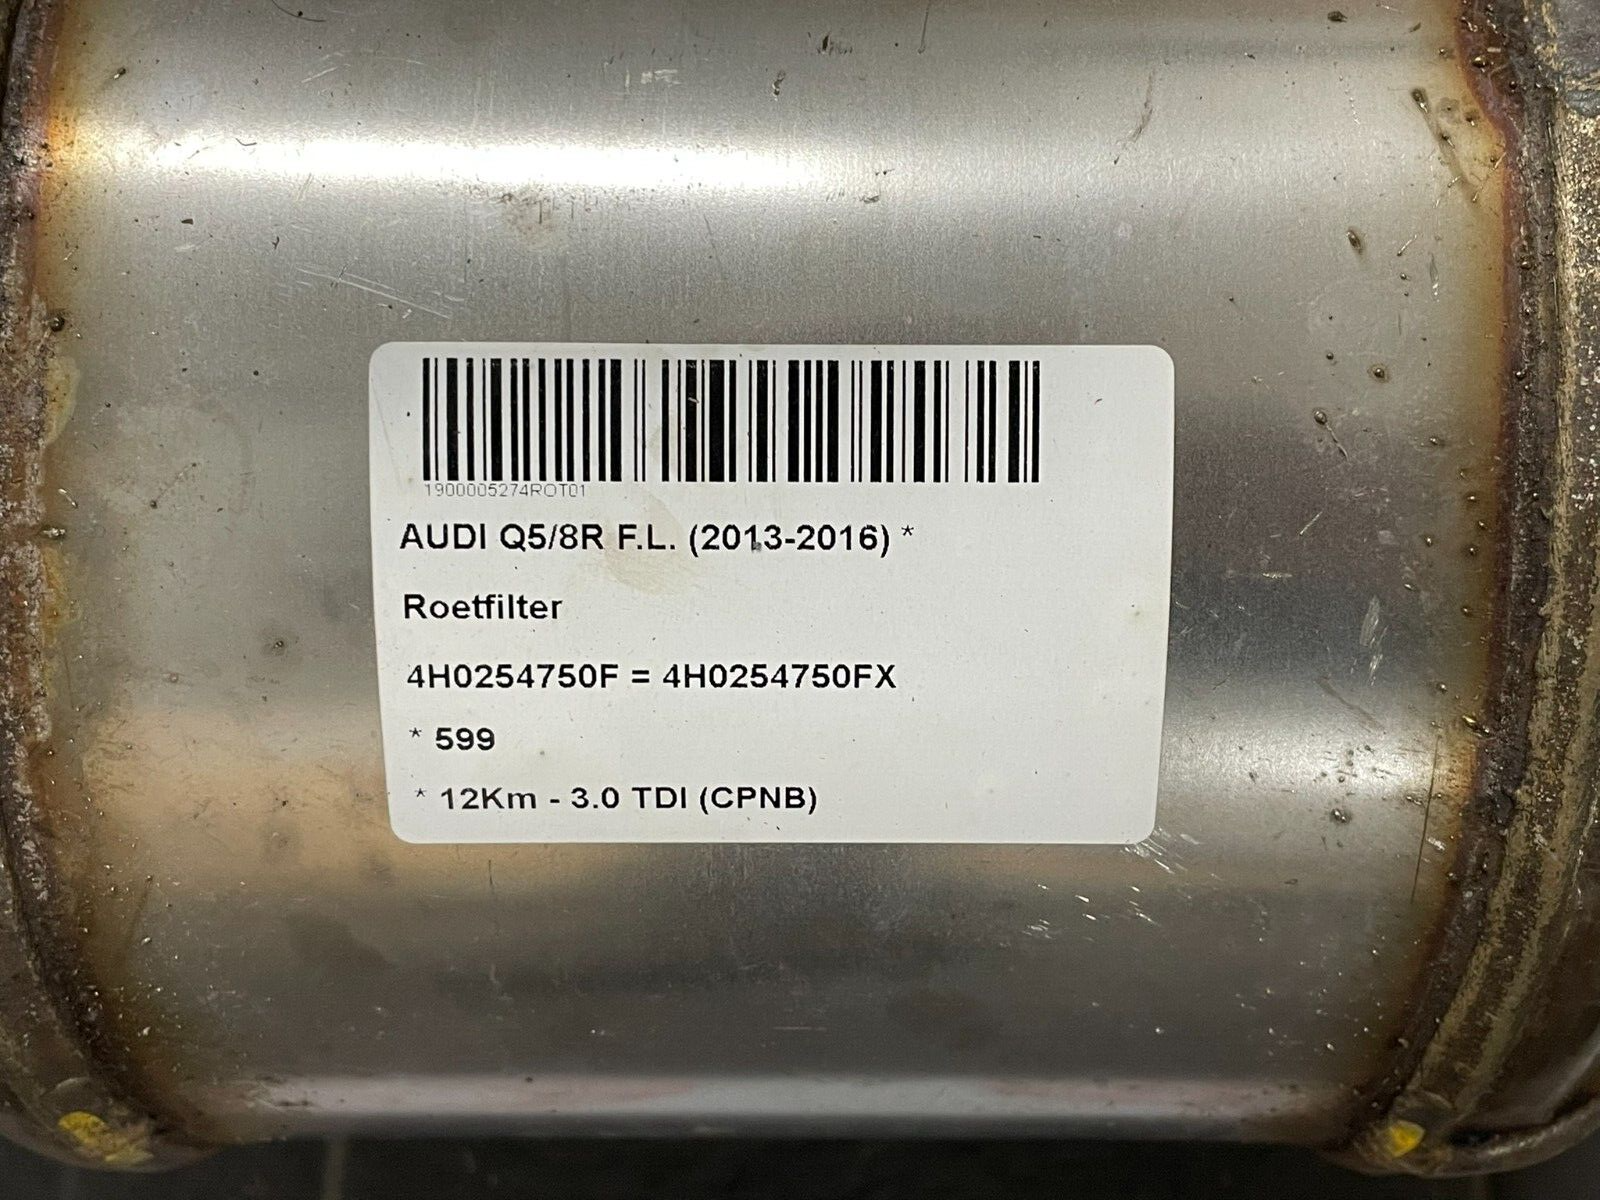 1900005274ROT01
AUDI Q5/8R F.L. (2013-2016) *
Roetfilter
4H0254750F = 4H0254750FX
* 599
* 12Km - 3.0 TDI (CPNB)